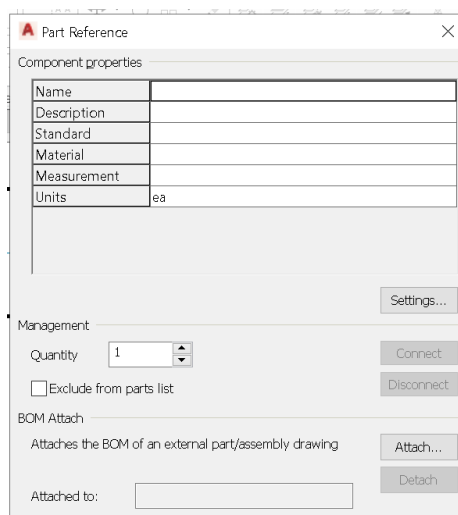 Part Reference
Component properties
Name
Description
Standard
Material
Measurement
Units ea
Settings...
Management
Quantity 1 Connect
Exclude from parts list Disconnect
BOM Attach
Attaches the BOM of an external part/assembly drawing Attach...
Detach
Attached to: